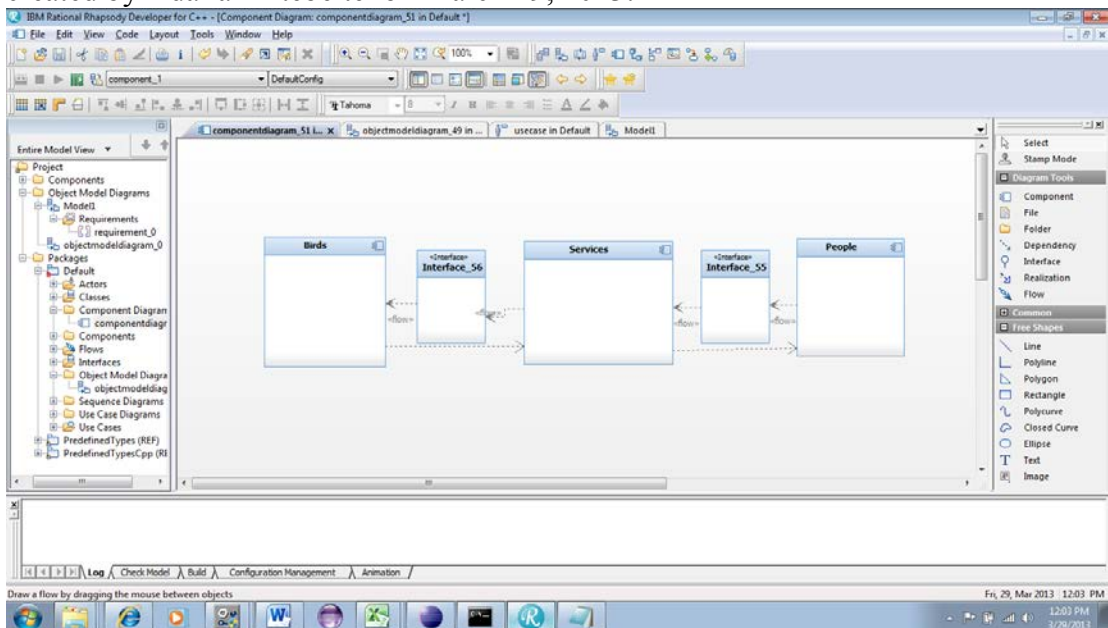 IBM Rational Rhapsody Developer for C++ - [Component Diagram: componentdiagram_51 in Default *]
File Edit View Code Layout Tools Window Help
100%
component_1 DefaultConfig
Tahoma 8
componentdiagram_51 i... x objectmodeldiagram_49 in ... usecase in Default Model1
Entire Model View
Project
Components
Object Model Diagrams
Model1
Requirements
requirement_0
objectmodeldiagram_0
Packages
Default
Actors
Classes
Component Diagran
componentdiagr
Components
Flows
Interfaces
Object Model Diagra
objectmodeldiag
Sequence Diagrams
Use Case Diagrams
Use Cases
PredefinedTypes (REF)
PredefinedTypesCpp (RE
Birds
«Interface»
Interface_56
Services
«Interface»
Interface_55
People
«flow»
«flow»
«flow»
Select
Stamp Mode
Diagram Tools
Component
File
Folder
Dependency
Interface
Realization
Flow
Common
Free Shapes
Line
Polyline
Polygon
Rectangle
Polycurve
Closed Curve
Ellipse
Text
Image
Log Check Model Build Configuration Management Animation
Draw a flow by dragging the mouse between objects Fri, 29, Mar 2013 12:03 PM
12:03 PM
3/29/2013